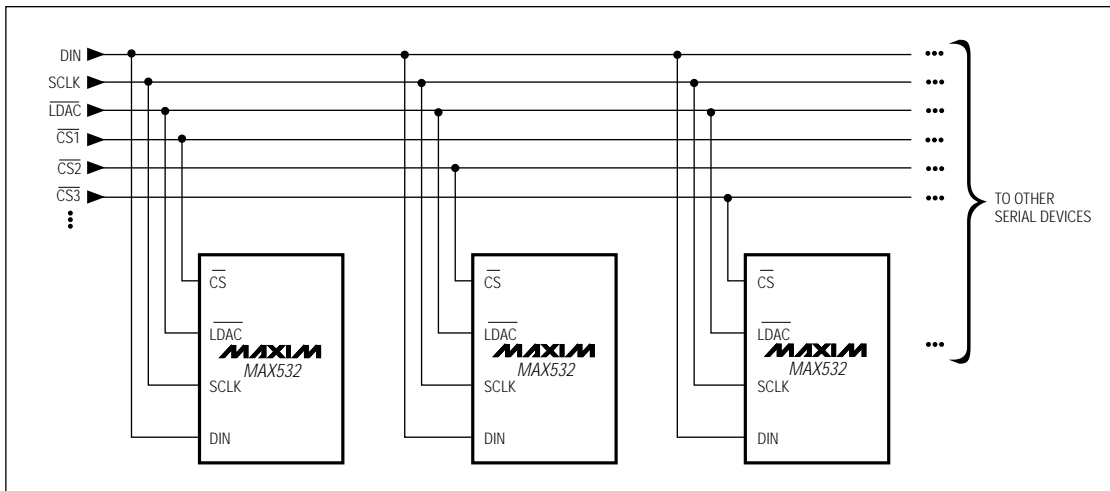 DIN
SCLK
LDAC
CS1
CS2
CS3
TO OTHER
SERIAL DEVICES
CS
LDAC
MAXIM
MAX532
SCLK
DIN
CS
LDAC
MAXIM
MAX532
SCLK
DIN
CS
LDAC
MAXIM
MAX532
SCLK
DIN